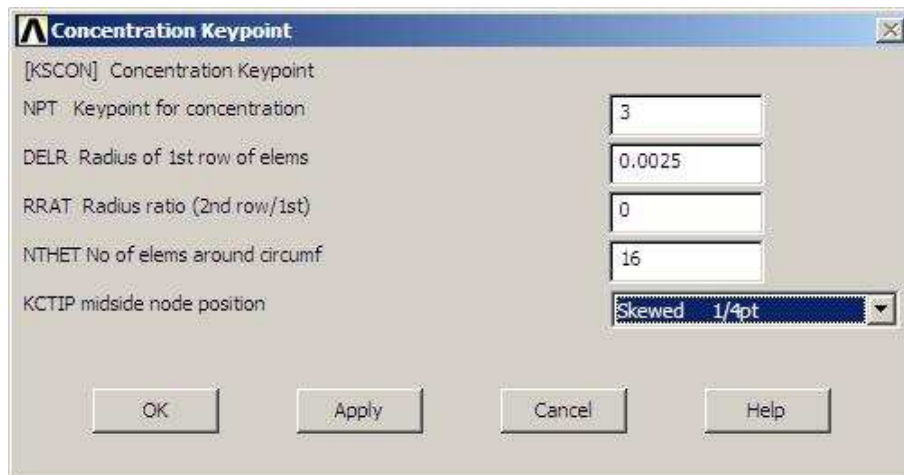 Concentration Keypoint
[KSCON] Concentration Keypoint
NPT Keypoint for concentration 3
DELR Radius of 1st row of elems 0.0025
RRAT Radius ratio (2nd row/1st) 0
NTHET No of elems around circumf 16
KCTIP midside node position Skewed 1/4pt
OK Apply Cancel Help